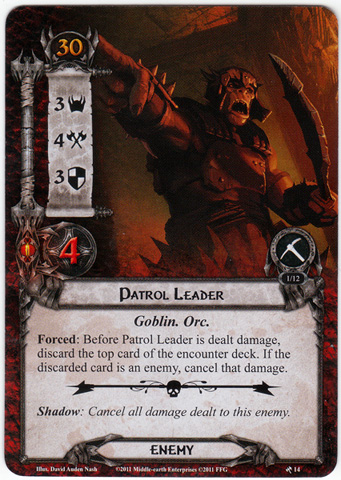 30
3
4
3
4
1/12
PATROL LEADER
Goblin. Orc.
Forced: Before Patrol Leader is dealt damage,
discard the top card of the encounter deck. If the
discarded card is an enemy, cancel that damage.
Shadow: Cancel all damage dealt to this enemy.
ENEMY
Illus. David Auden Nash ©2011 Middle-earth Enterprises ©2011 FFG 14